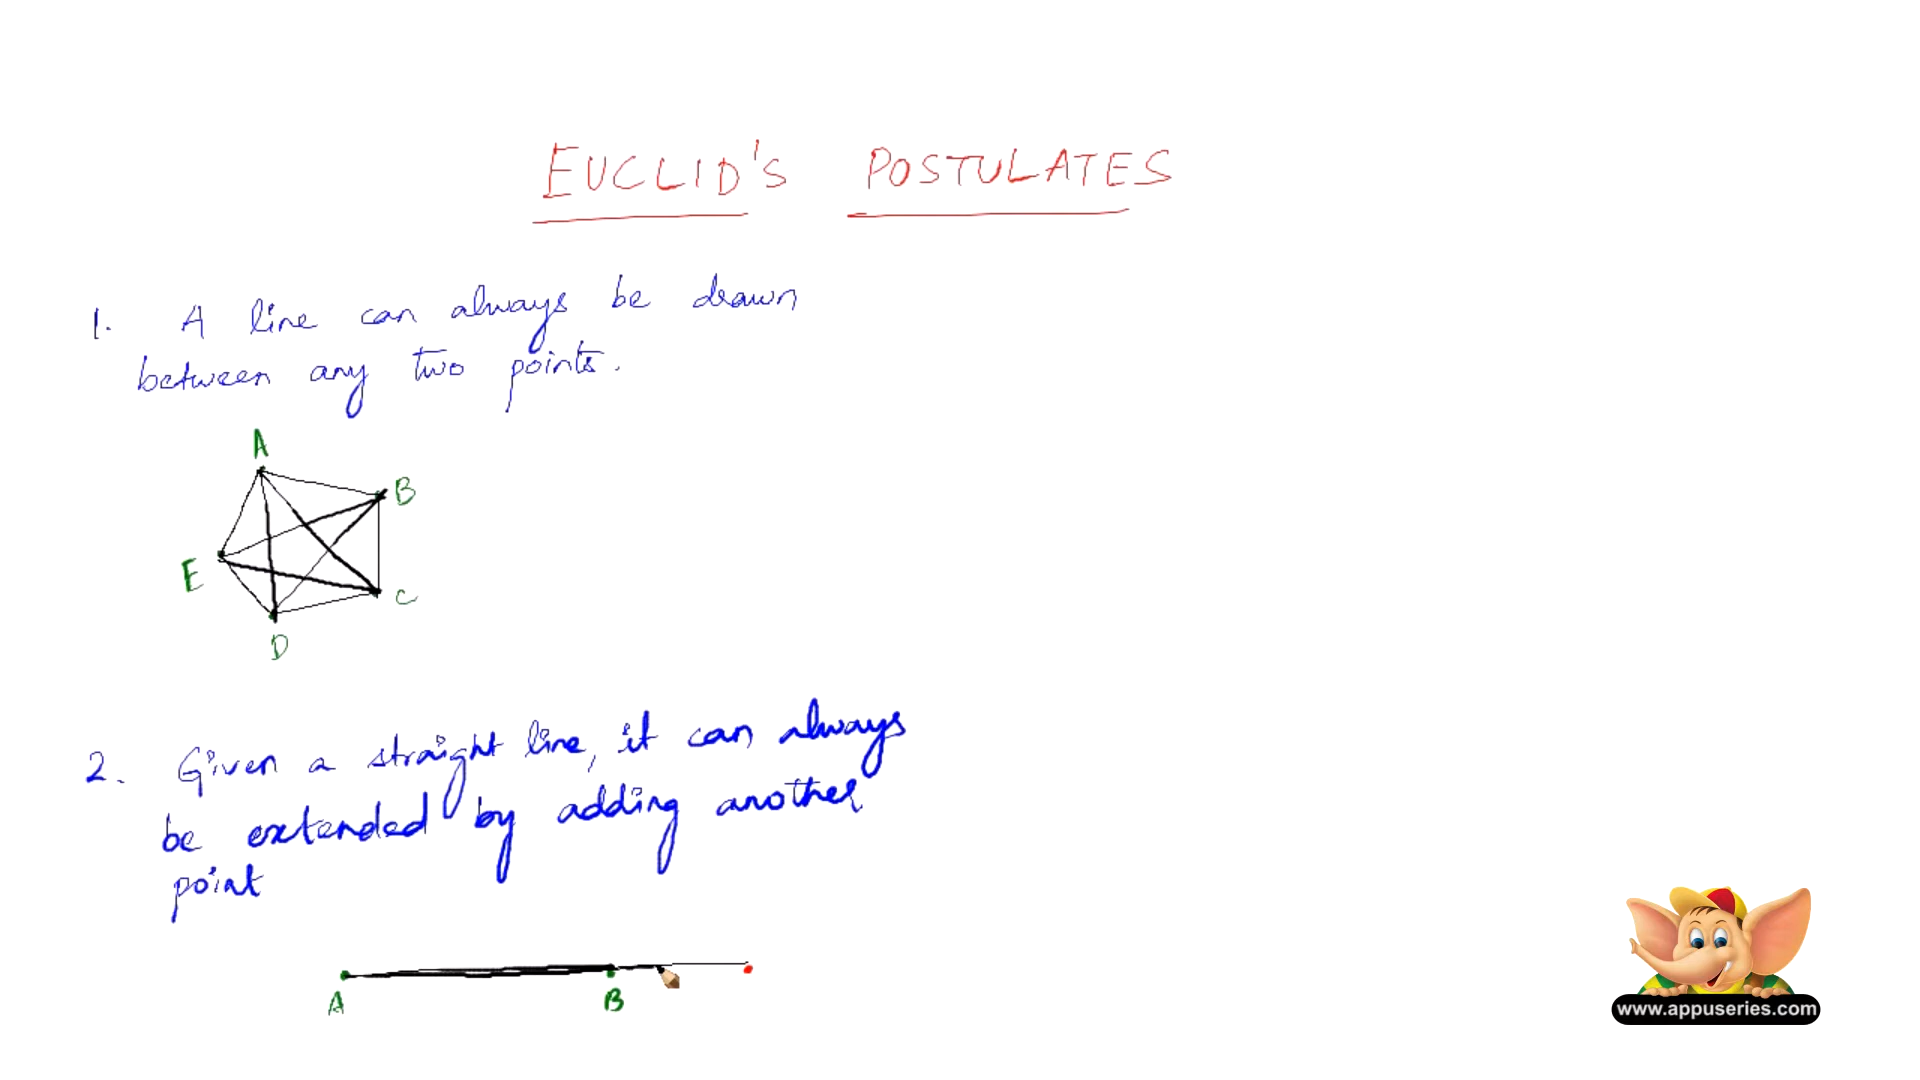 EUCLID's POSTULATES
1. A line can always be drawn
between any two points.
A
B
E
C
D
2. Given a straight line, it can always
be extended by adding another
point
A
B
www.appuseries.com